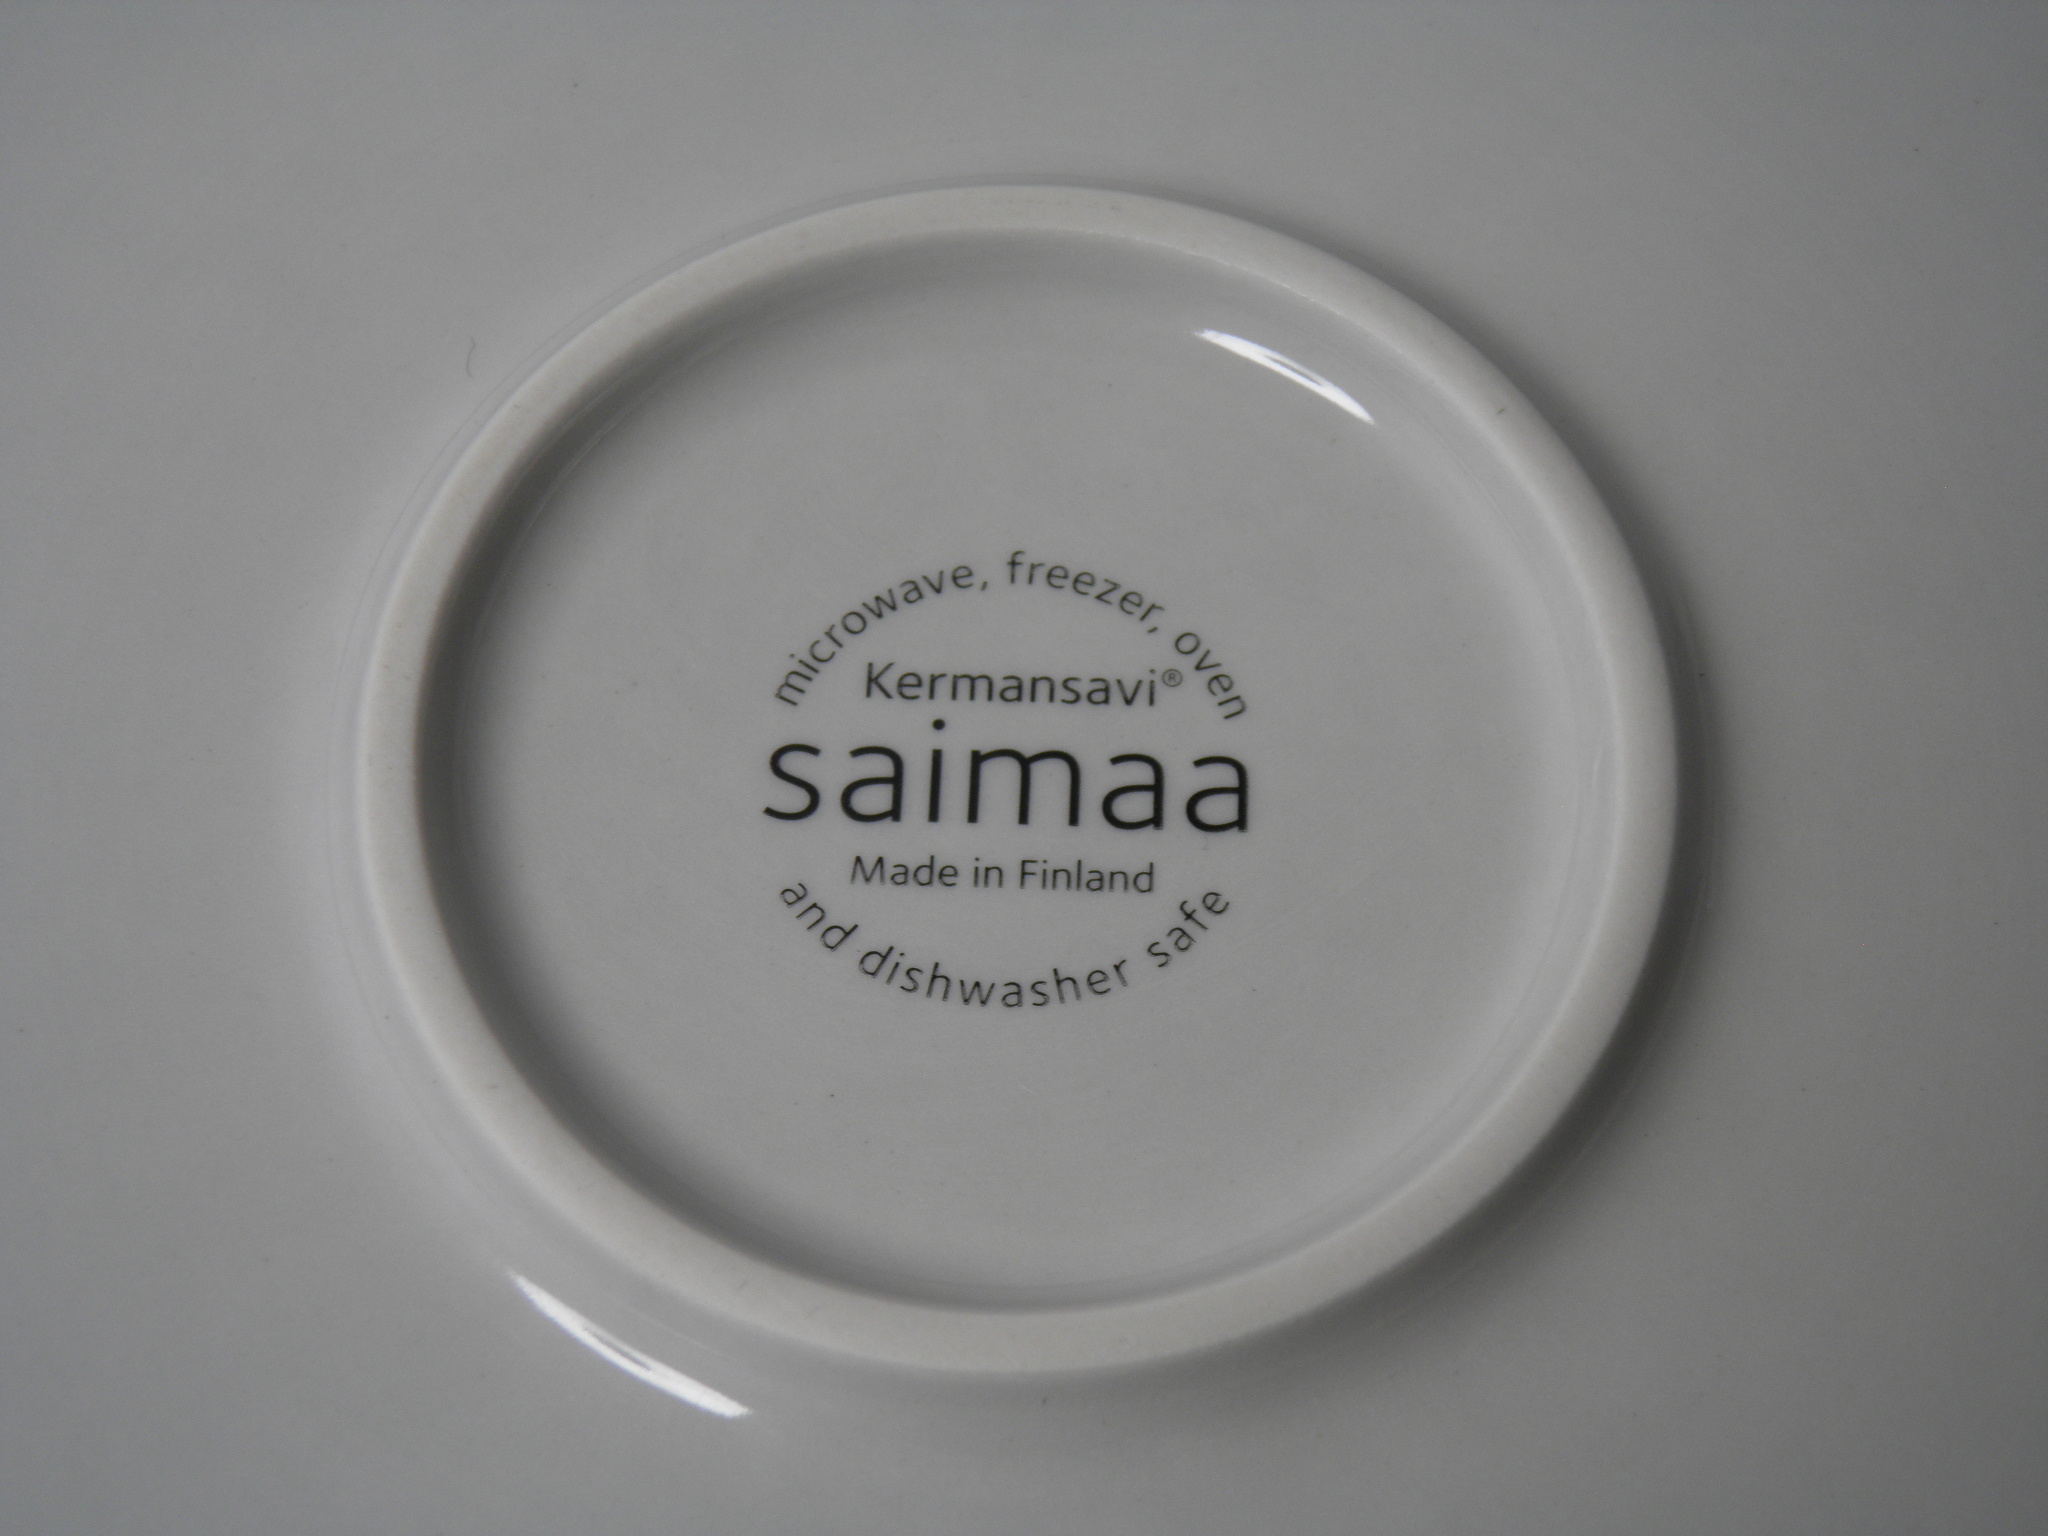 microwave, freezer, oven
Kermansavi®
saimaa
Made in Finland
and dishwasher safe